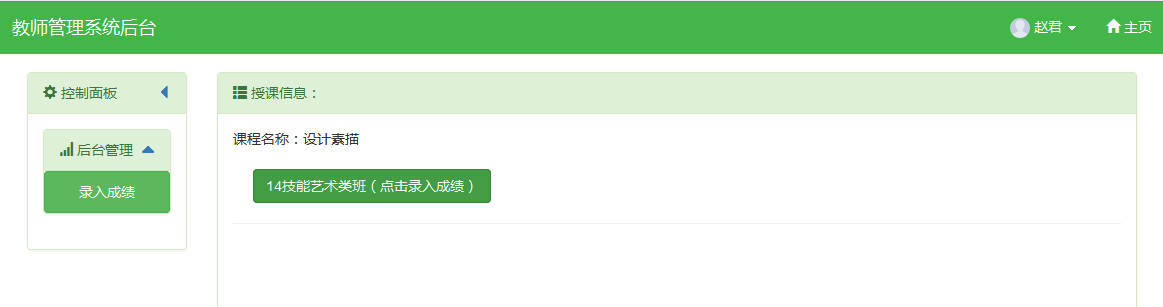 教师管理系统后台
赵君
主页
控制面板
授课信息：
后台管理
录入成绩
课程名称：设计素描
14技能艺术类班（点击录入成绩）